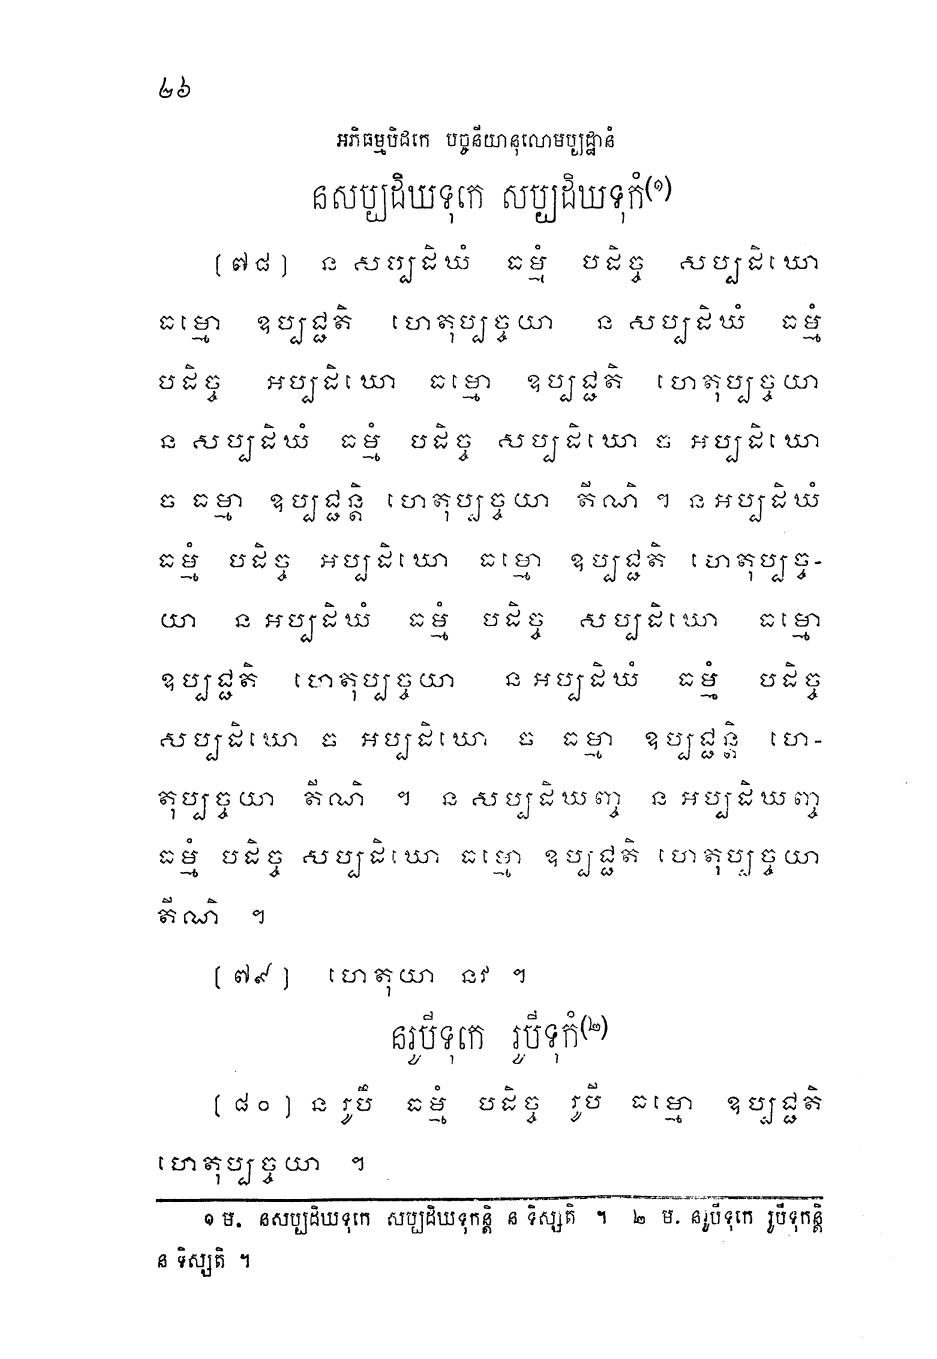 ២៦
អភិធម្មបិដកេ បច្ចនីយានុលោមប្បដ្ឋានំ
នសប្បដិឃទុកេ សប្បដិឃទុកំ(១)
[៧៨] ន សប្បដិឃំ ធម្មំ បដិច្ច សប្បដិឃោ
ធម្មោ ឧប្បជ្ជតិ ហេតុប្បច្ចយា ន សប្បដិឃំ ធម្មំ
បដិច្ច អប្បដិឃោ ធម្មោ ឧប្បជ្ជតិ ហេតុប្បច្ចយា
ន សប្បដិឃំ ធម្មំ បដិច្ច សប្បដិឃោ ច អប្បដិឃោ
ច ធម្មា ឧប្បជ្ជន្តិ ហេតុប្បច្ចយា តីណិ ។ ន អប្បដិឃំ
ធម្មំ បដិច្ច អប្បដិឃោ ធម្មោ ឧប្បជ្ជតិ ហេតុប្បច្ច-
យា ន អប្បដិឃំ ធម្មំ បដិច្ច សប្បដិឃោ ធម្មោ
ឧប្បជ្ជតិ ហេតុប្បច្ចយា ន អប្បដិឃំ ធម្មំ បដិច្ច
សប្បដិឃោ ច អប្បដិឃោ ច ធម្មា ឧប្បជ្ជន្តិ ហេ-
តុប្បច្ចយា តីណិ ។ ន សប្បដិឃញ្ច ន អប្បដិឃញ្ច
ធម្មំ បដិច្ច សប្បដិឃោ ធម្មោ ឧប្បជ្ជតិ ហេតុប្បច្ចយា
តីណិ ។
[៧៩] ហេតុយា នវ ។
នរូបីទុកេ រូបីទុកំ(២)
[៨០] ន រូបឹ ធម្មំ បដិច្ច រូបី ធម្មោ ឧប្បជ្ជតិ
ហេតុប្បច្ចយា ។
១ ម. នសប្បដិឃទុកេ សប្បដិឃទុកន្តិ ន ទិស្សតិ ។ ២ ម. នរូបីទុកេ រូបីទុកន្តិ
ន ទិស្សតិ ។